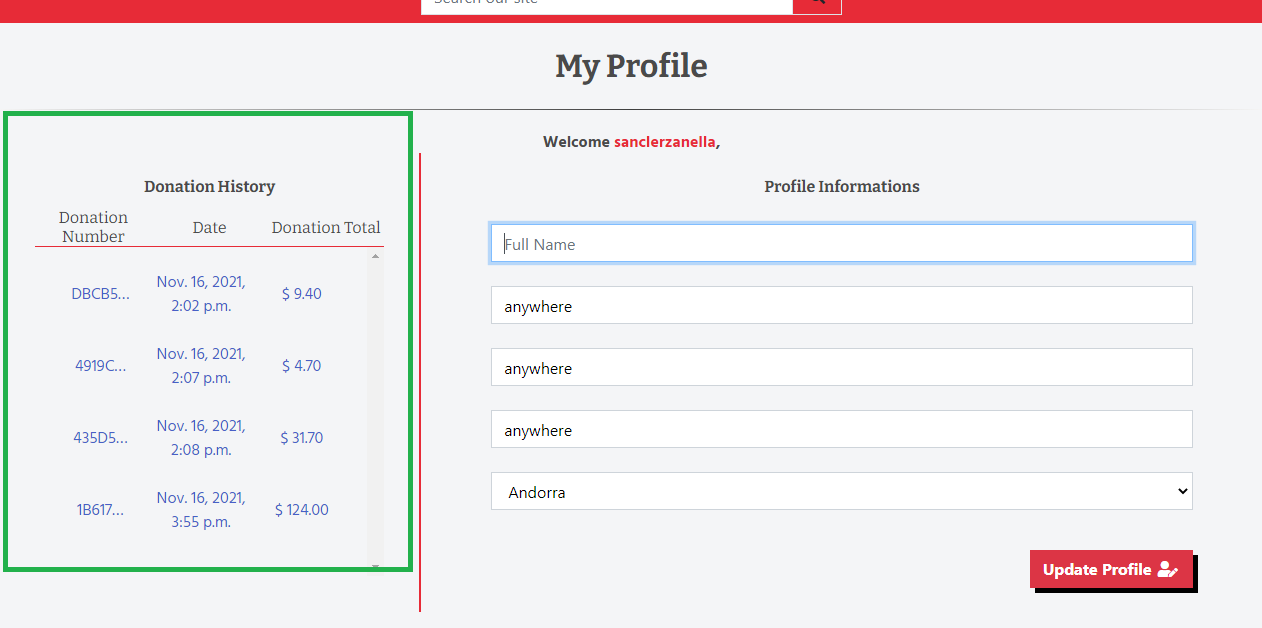 Search our site
My Profile
Welcome sanclerzanella,
Donation History
Donation Number
Date
Donation Total
DBCB5...
Nov. 16, 2021,
2:02 p.m.
$ 9.40
4919C...
Nov. 16, 2021,
2:07 p.m.
$ 4.70
435D5...
Nov. 16, 2021,
2:08 p.m.
$ 31.70
1B617...
Nov. 16, 2021,
3:55 p.m.
$ 124.00
Profile Informations
Full Name
anywhere
anywhere
anywhere
Andorra
Update Profile